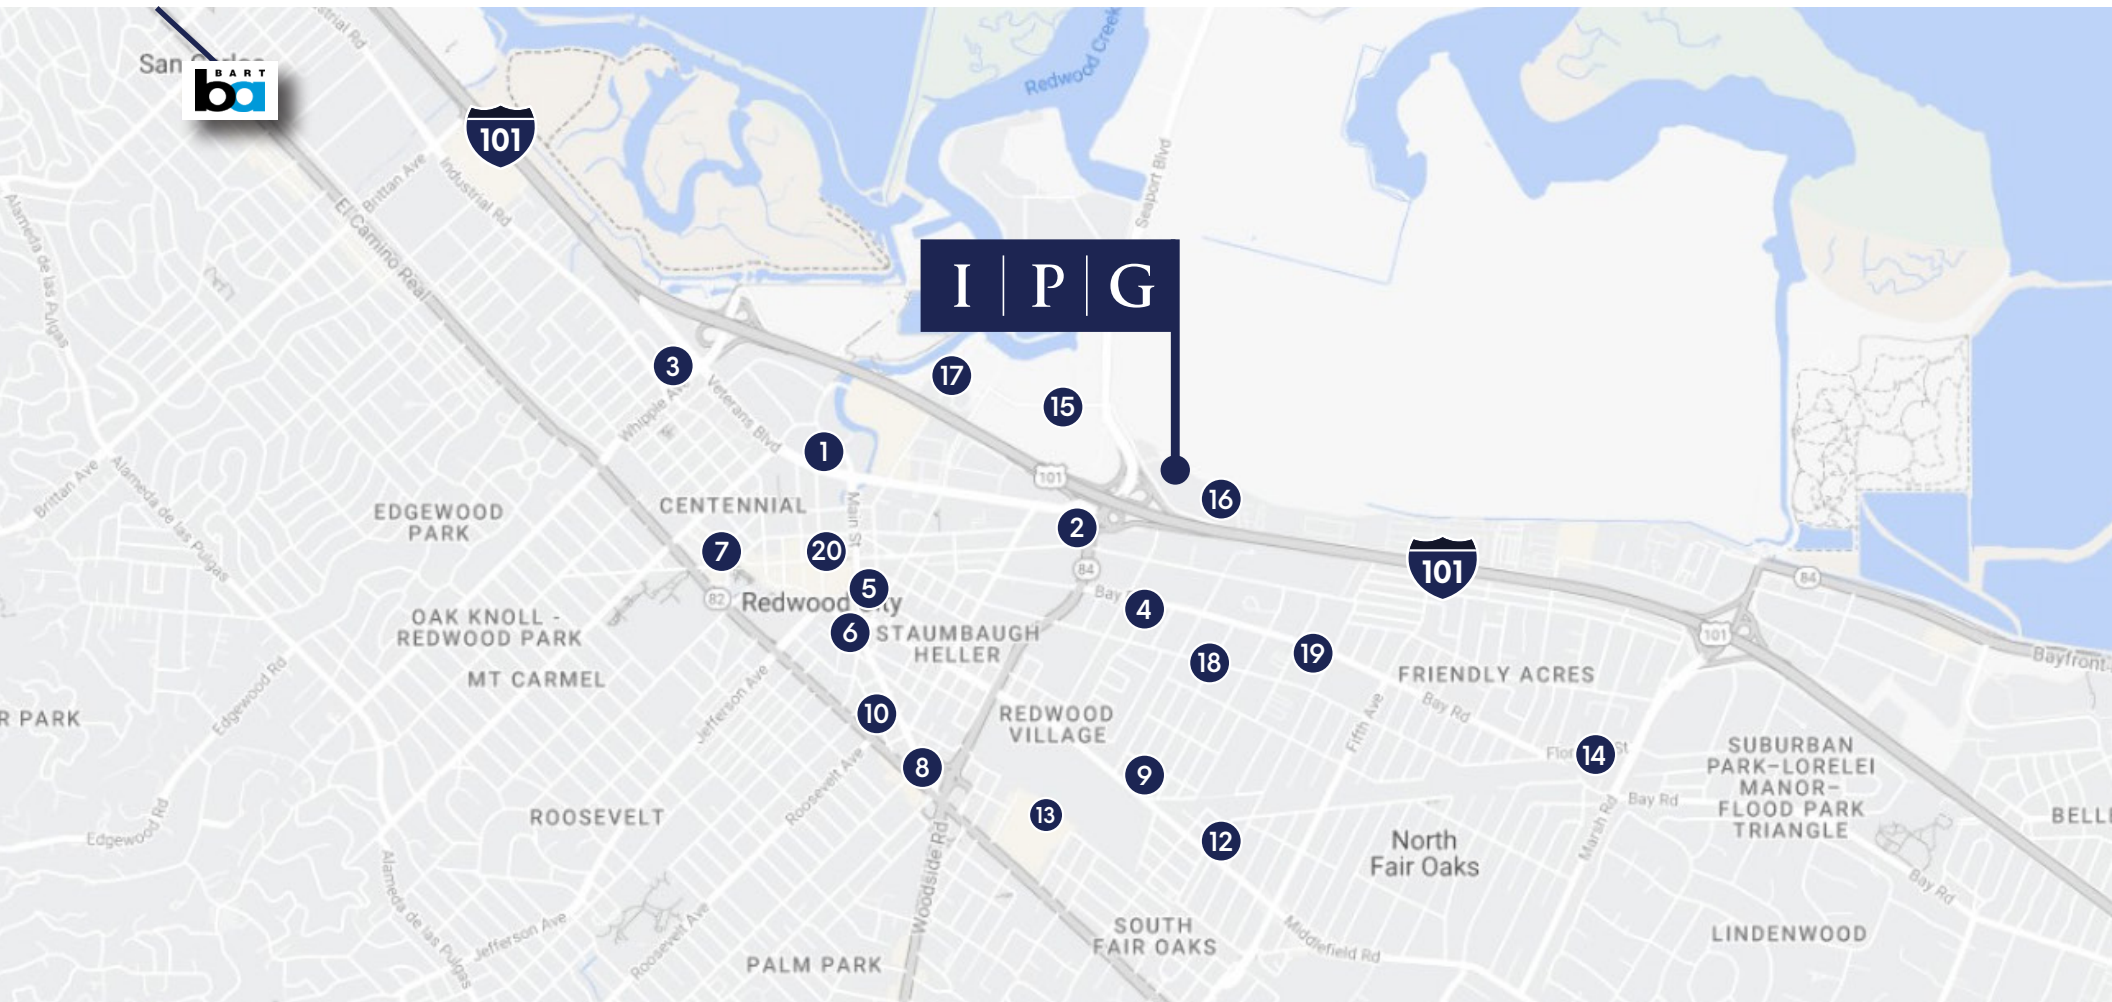 strial Rd
San Carlos
BART
ba
101
Redwood Creek
Seaport Blvd
Brittan Ave
Industrial Rd
El Camino Real
Alameda de las Pulgas
I | P | G
3
17
15
Whipple Ave
Veterans Blvd
1
101
16
Brittan Ave
Alameda de las Pulgas
EDGEWOOD
PARK
CENTENNIAL
Main St
2
7
20
84
101
84
5
82
Redwood City
Bay
4
OAK KNOLL -
REDWOOD PARK
6
STAUMBAUGH
HELLER
101
Bayfront
18
19
MT CARMEL
FRIENDLY ACRES
Edgewood Rd
Jefferson Ave
R PARK
10
REDWOOD
VILLAGE
Fifth Ave
Bay Rd
8
9
14
SUBURBAN
PARK–LORELEI
MANOR–
FLOOD PARK
TRIANGLE
Roosevelt Ave
Bay Rd
ROOSEVELT
13
BELL
Edgewood Rd
12
North
Fair Oaks
Marsh Rd
Woodside Rd
Alameda de las Pulgas
Bay Rd
Jefferson Ave
Roosevelt Ave
SOUTH
FAIR OAKS
Middlefield Rd
LINDENWOOD
PALM PARK